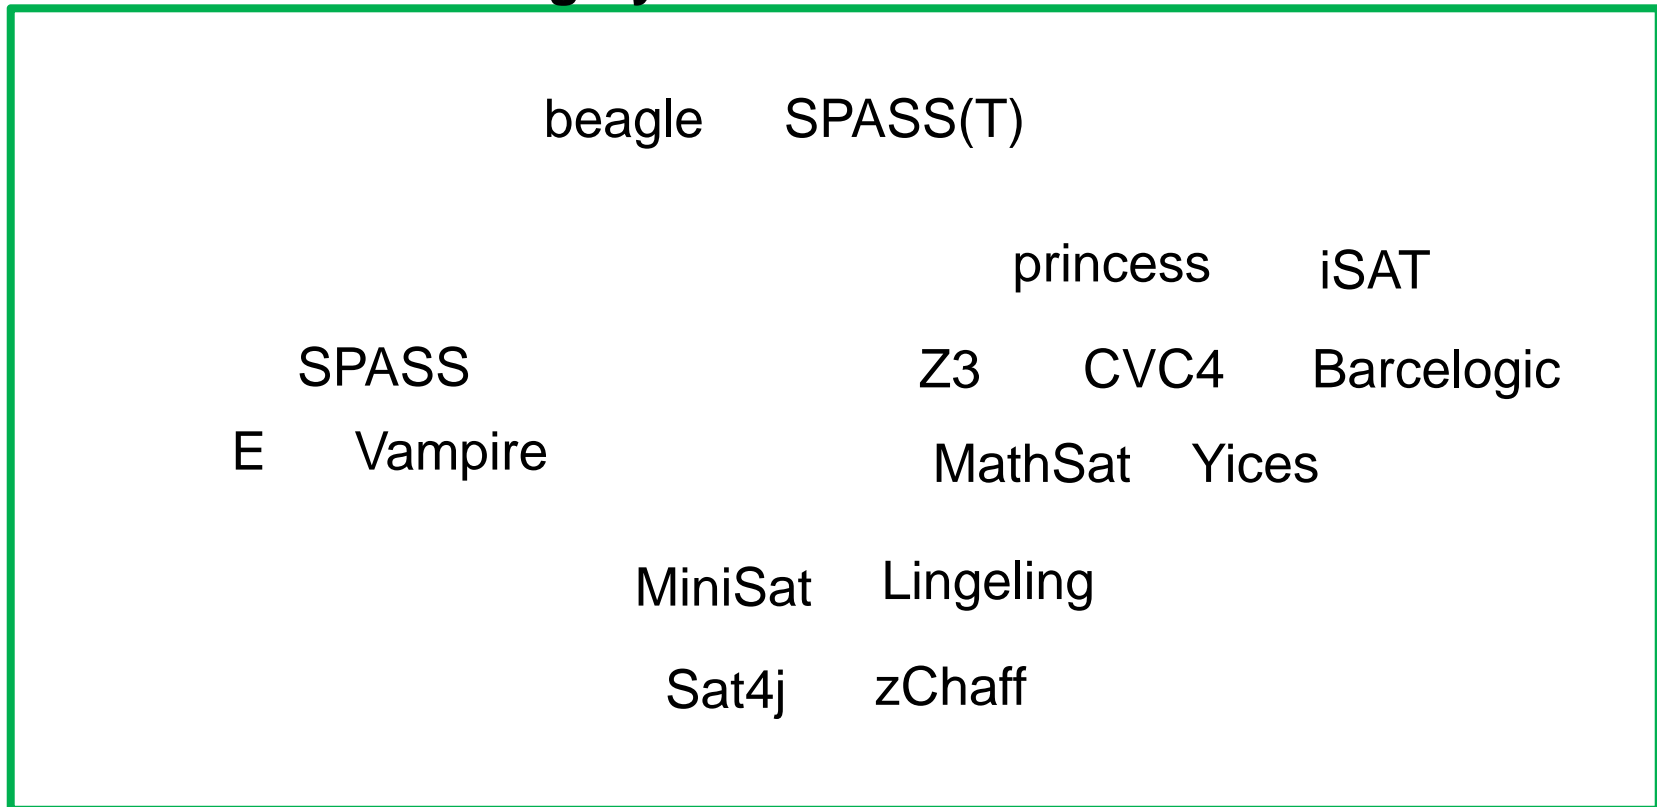 beagle SPASS(T)
princess iSAT
SPASS Z3 CVC4 Barcelogic
E Vampire MathSat Yices
MiniSat Lingeling
Sat4j zChaff